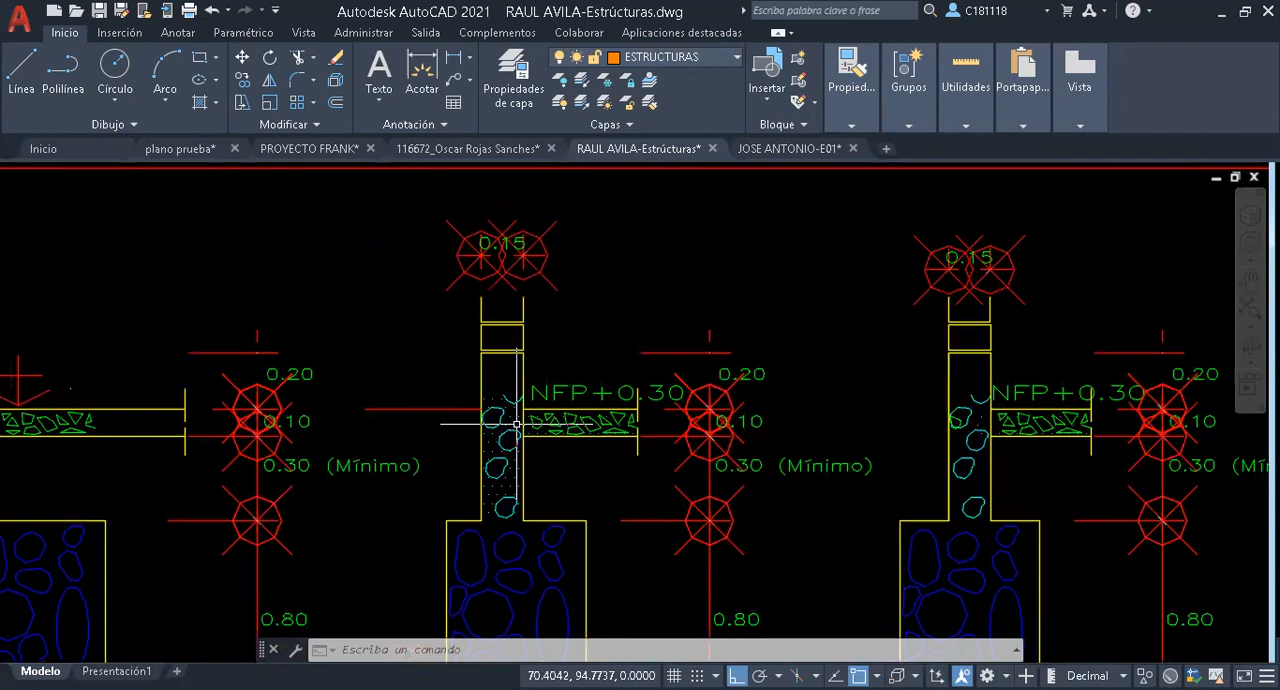 Autodesk AutoCAD 2021 RAUL AVILA-Estrúcturas.dwg
Escriba palabra clave o frase
C181118
Inicio
Inserción
Anotar
Paramétrico
Vista
Administrar
Salida
Complementos
Colaborar
Aplicaciones destacadas
Línea
Polilínea
Círculo
Arco
Texto
Acotar
Propiedades de capa
ESTRUCTURAS
Insertar
Propied...
Grupos
Utilidades
Portapap...
Vista
Dibujo
Modificar
Anotación
Capas
Bloque
Inicio
plano prueba*
PROYECTO FRANK*
116672_Oscar Rojas Sanches*
RAUL AVILA-Estrúcturas*
JOSE ANTONIO-E01*
0.15
0.15
0.20
0.20
0.20
NFP+0.30
NFP+0.30
0.10
0.10
0.10
0.30 (Mínimo)
0.30 (Mínimo)
0.30 (Mí
0.80
0.80
0.80
Escriba un comando
Modelo
Presentación1
70.4042, 94.7737, 0.0000
Decimal